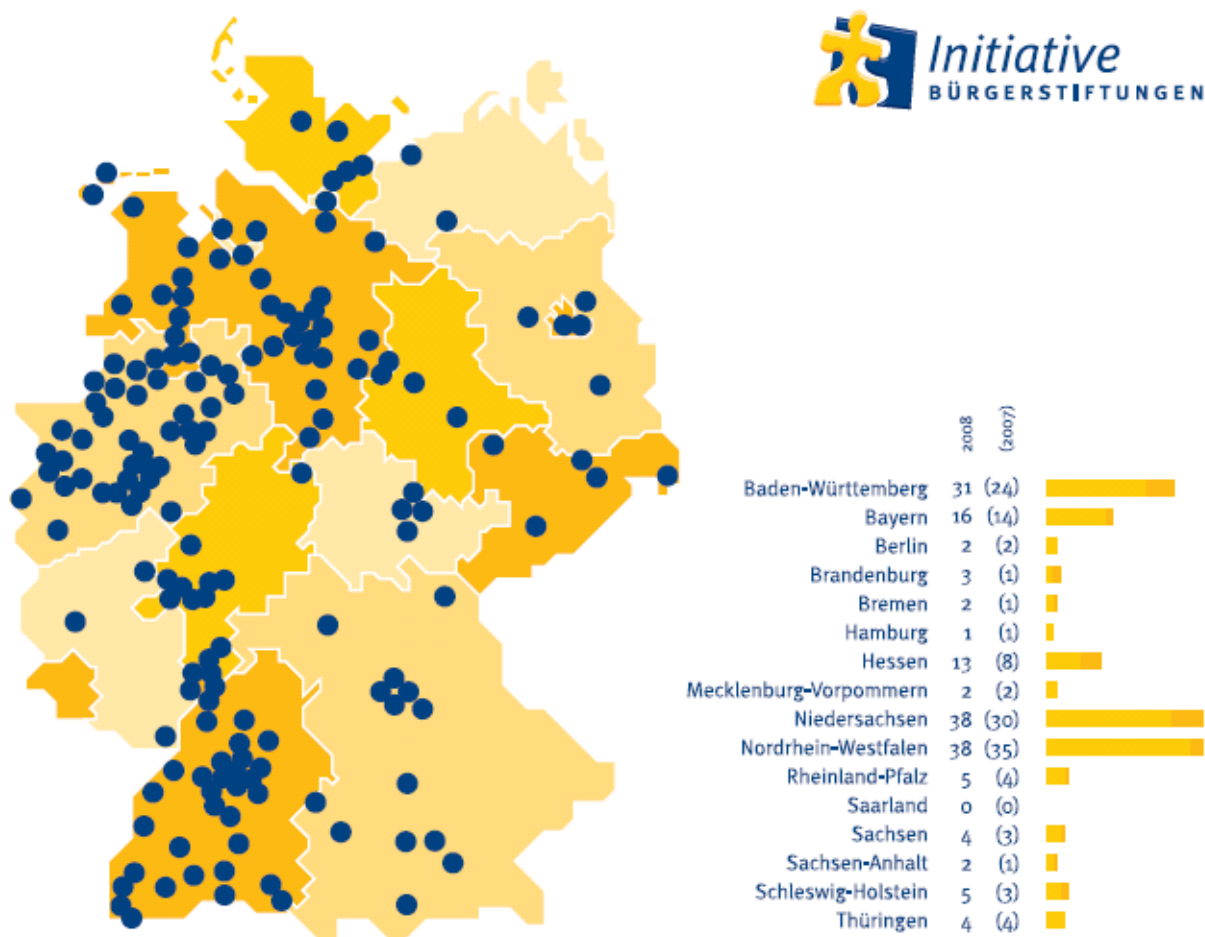 Initiative
BÜRGERSTIFTUNGEN
2008 (2007)
Baden-Württemberg 31 (24)
Bayern 16 (14)
Berlin 2 (2)
Brandenburg 3 (1)
Bremen 2 (1)
Hamburg 1 (1)
Hessen 13 (8)
Mecklenburg-Vorpommern 2 (2)
Niedersachsen 38 (30)
Nordrhein-Westfalen 38 (35)
Rheinland-Pfalz 5 (4)
Saarland 0 (0)
Sachsen 4 (3)
Sachsen-Anhalt 2 (1)
Schleswig-Holstein 5 (3)
Thüringen 4 (4)